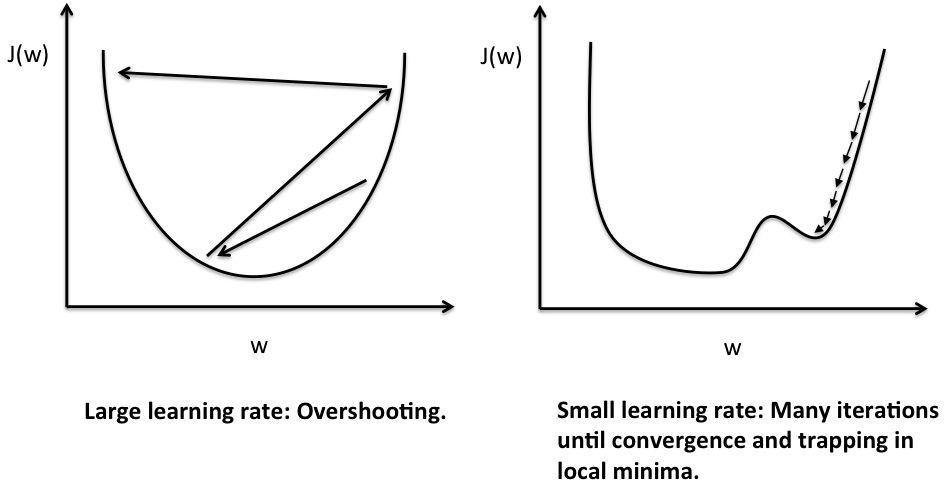 J(w)
w
Large learning rate: Overshooting.
J(w)
w
Small learning rate: Many iterations
until convergence and trapping in
local minima.